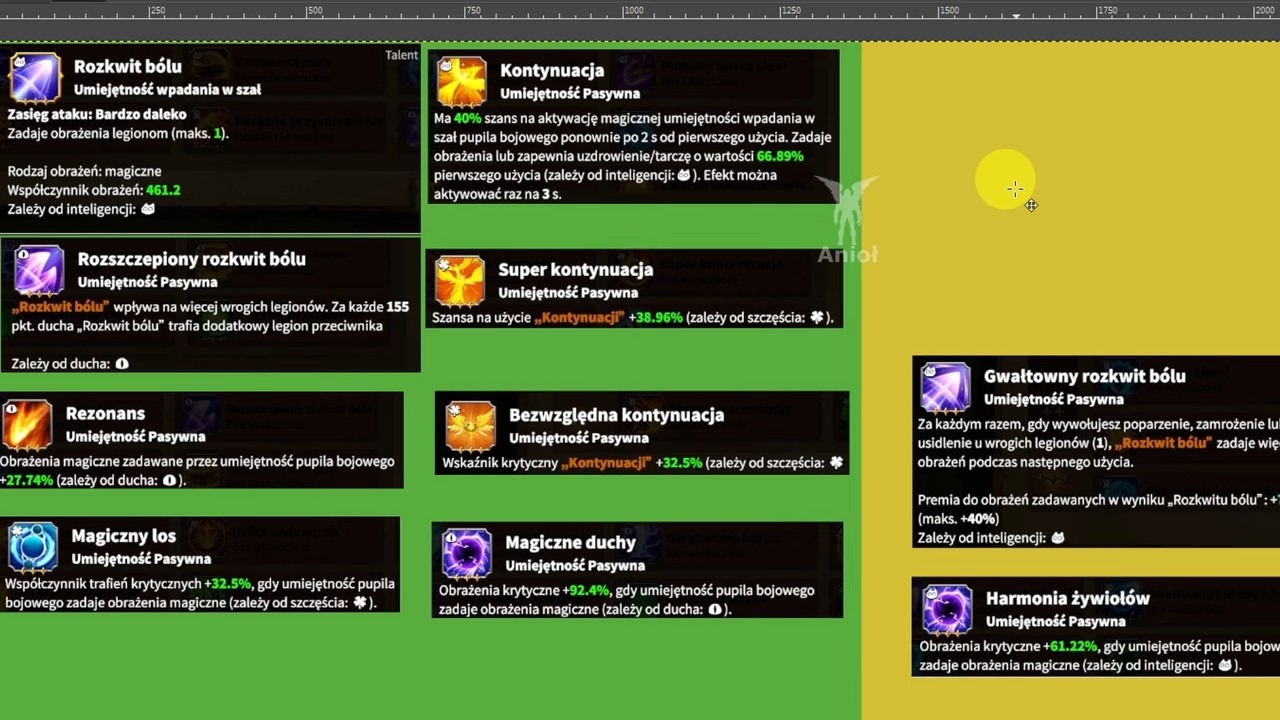 250 500 750 1000 1250 1500 1750 2000
Talent
Rozkwit bólu
Umiejętność wpadania w szał
Zasięg ataku: Bardzo daleko
Zadaje obrażenia legionom (maks. 1).
Rodzaj obrażeń: magiczne
Współczynnik obrażeń: 461.2
Zależy od inteligencji:
Rozszczepiony rozkwit bólu
Umiejętność Pasywna
„Rozkwit bólu” wpływa na więcej wrogich legionów. Za każde 155
pkt. ducha „Rozkwit bólu” trafia dodatkowy legion przeciwnika
Zależy od ducha:
Rezonans
Umiejętność Pasywna
Obrażenia magiczne zadawane przez umiejętność pupila bojowego
+27.74% (zależy od ducha: ).
Magiczny los
Umiejętność Pasywna
Współczynnik trafień krytycznych +32.5%, gdy umiejętność pupila
bojowego zadaje obrażenia magiczne (zależy od szczęścia: ).
Kontynuacja
Umiejętność Pasywna
Ma 40% szans na aktywację magicznej umiejętności wpadania w
szał pupila bojowego ponownie po 2 s od pierwszego użycia. Zadaje
obrażenia lub zapewnia uzdrowienie/tarczę o wartości 66.89%
pierwszego użycia (zależy od inteligencji: ). Efekt można
aktywować raz na 3 s.
Anioł
Super kontynuacja
Umiejętność Pasywna
Szansa na użycie „Kontynuacji” +38.96% (zależy od szczęścia: ).
Bezwzględna kontynuacja
Umiejętność Pasywna
Wskaźnik krytyczny „Kontynuacji” +32.5% (zależy od szczęścia:
Magiczne duchy
Umiejętność Pasywna
Obrażenia krytyczne +92.4%, gdy umiejętność pupila bojowego
zadaje obrażenia magiczne (zależy od ducha: ).
Gwałtowny rozkwit bólu
Umiejętność Pasywna
Za każdym razem, gdy wywołujesz poparzenie, zamrożenie lub
usidlenie u wrogich legionów (1), „Rozkwit bólu” zadaje wię
obrażeń podczas następnego użycia.
Premia do obrażeń zadawanych w wyniku „Rozkwitu bólu”: +
(maks. +40%)
Zależy od inteligencji:
Harmonia żywiołów
Umiejętność Pasywna
Obrażenia krytyczne +61.22%, gdy umiejętność pupila bojow
zadaje obrażenia magiczne (zależy od inteligencji: ).